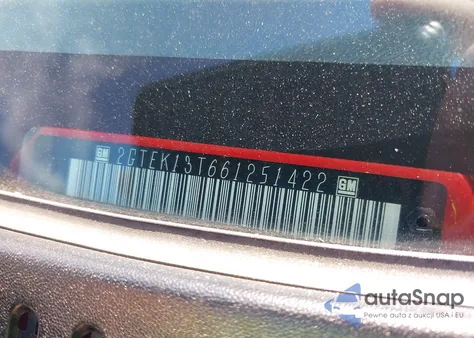 GM 2GTEK13T661251422 GM
autoSnap
Pewne auta z aukcji USA i EU